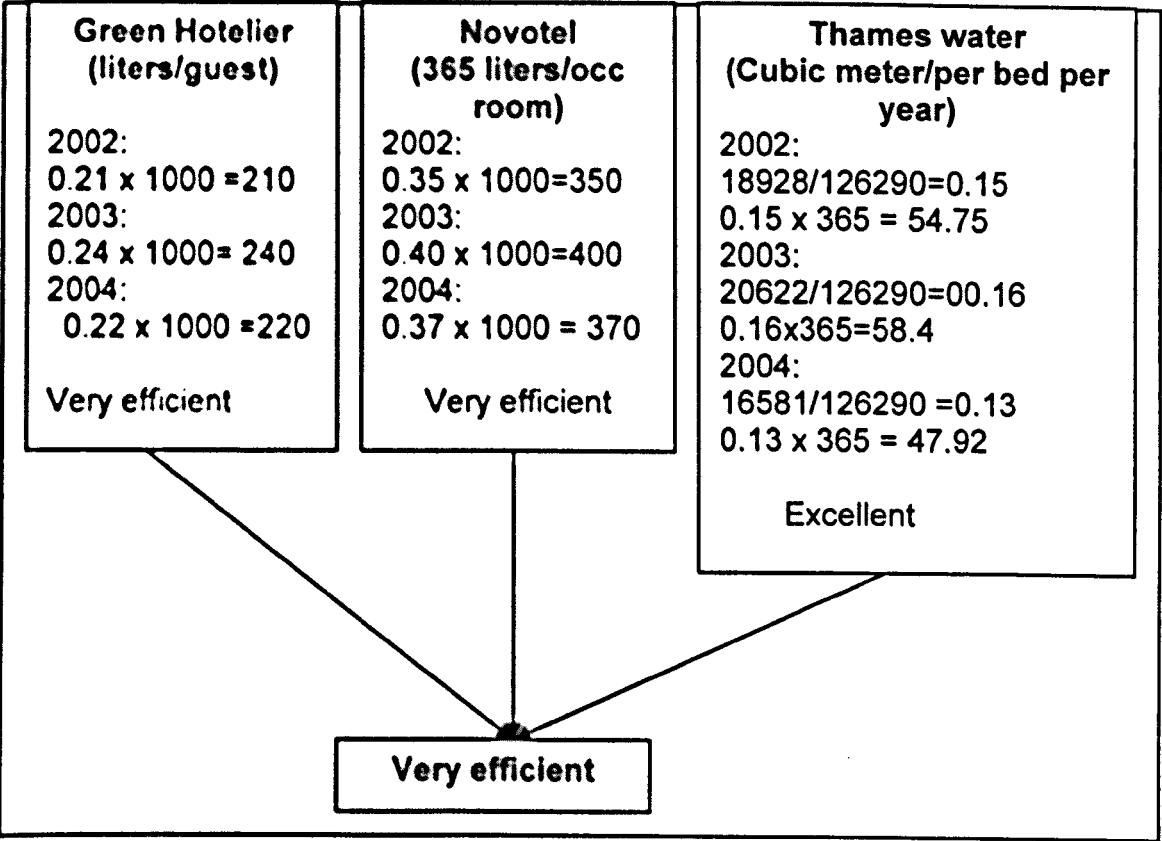 Green Hotelier
(liters/guest)
2002:
0.21 x 1000 =210
2003:
0.24 x 1000= 240
2004:
0.22 x 1000 =220
Very efficient
Novotel
(365 liters/occ
room)
2002:
0.35 x 1000=350
2003:
0.40 x 1000=400
2004:
0.37 x 1000 = 370
Very efficient
Thames water
(Cubic meter/per bed per
year)
2002:
18928/126290=0.15
0.15 x 365 = 54.75
2003:
20622/126290=00.16
0.16x365=58.4
2004:
16581/126290 =0.13
0.13 x 365 = 47.92
Excellent
Very efficient